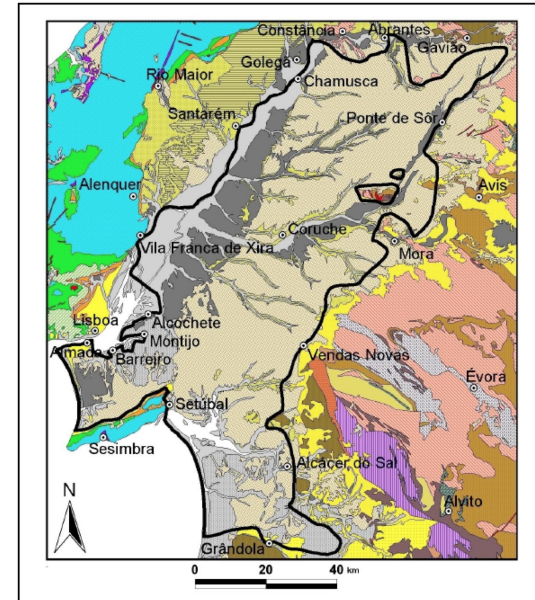 Constância
Abrantes
Gavião
Golegã
Rio Maior
Chamusca
Santarém
Ponte de Sôr
Alenquer
Avis
Coruche
Vila Franca de Xira
Mora
Lisboa
Alcochete
Montijo
Almada
Barreiro
Vendas Novas
Évora
Setúbal
Sesimbra
Alcácer do Sal
Alvito
N
Grândola
0 20 40 km